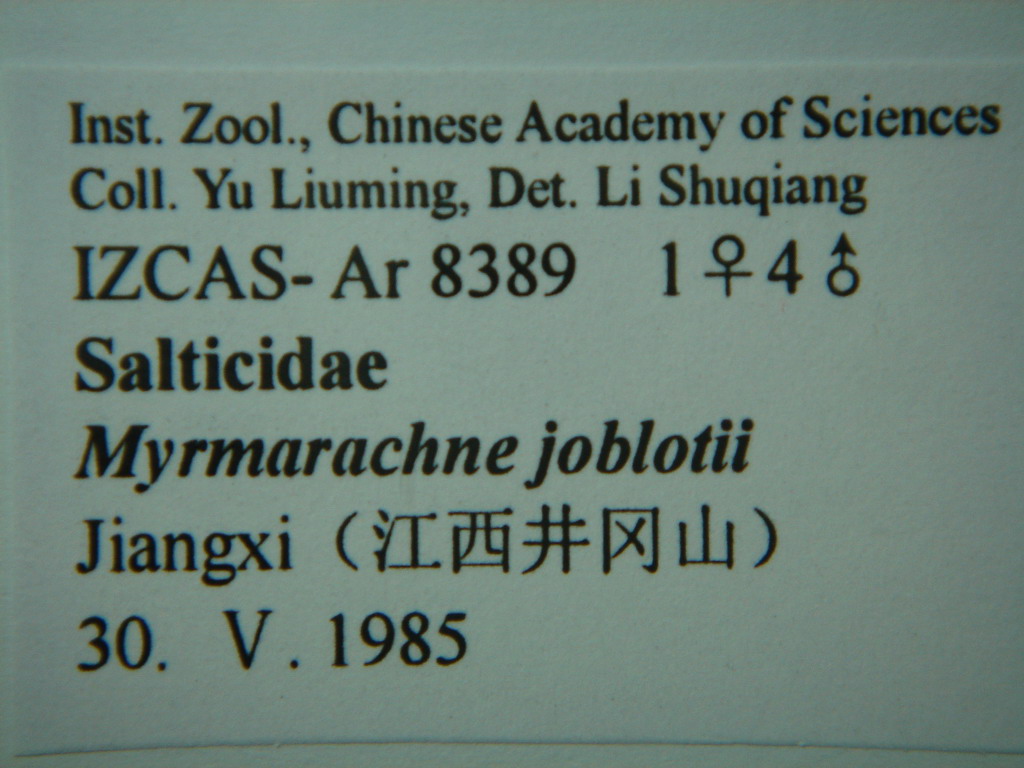 Inst. Zool., Chinese Academy of Sciences
Coll. Yu Liuming, Det. Li Shuqiang
IZCAS- Ar 8389 1♀4♂
Salticidae
Myrmarachne joblotii
Jiangxi（江西井冈山）
30. V. 1985